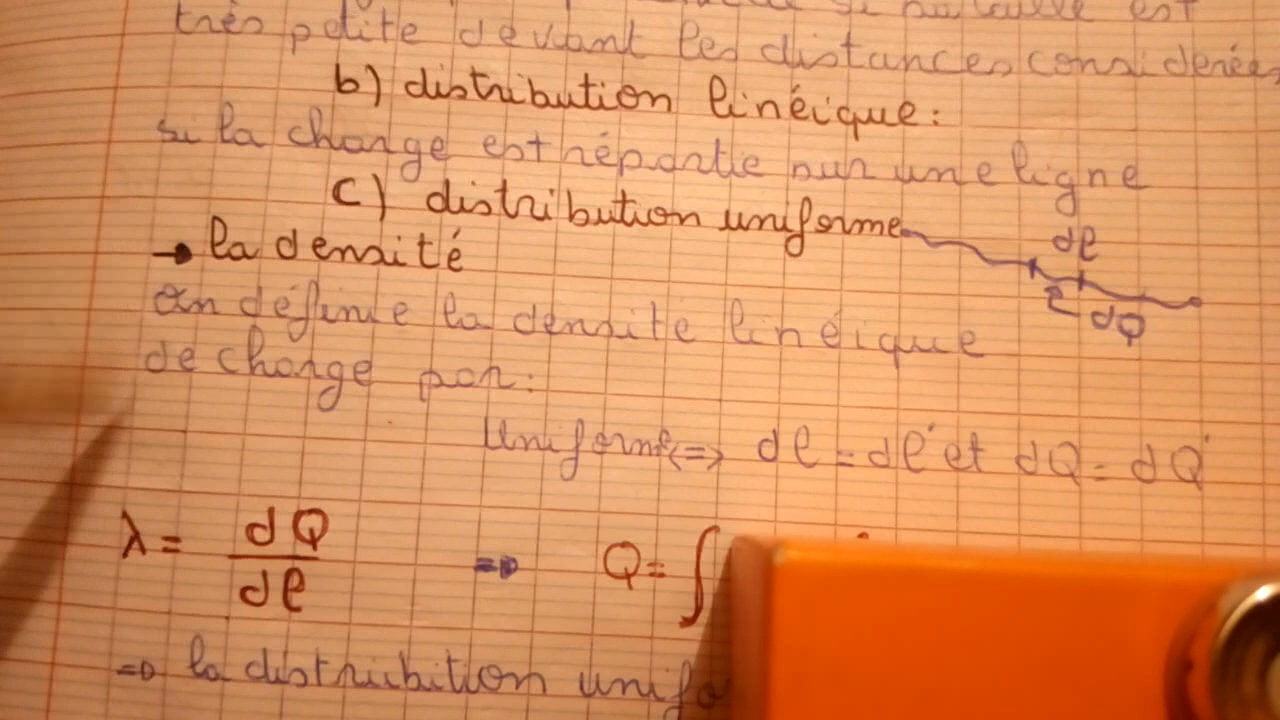 très petite devant les distances considérées
b) distribution linéique:
si la charge est répartie sur une ligne
c) distribution uniforme
dl
→ la densité
dQ
on définie la densité linéique
de charge par:
Uniforme <=> dl = dl' et dQ = dQ'
λ = dQ/dl => Q = ∫
=> la distribution unifo